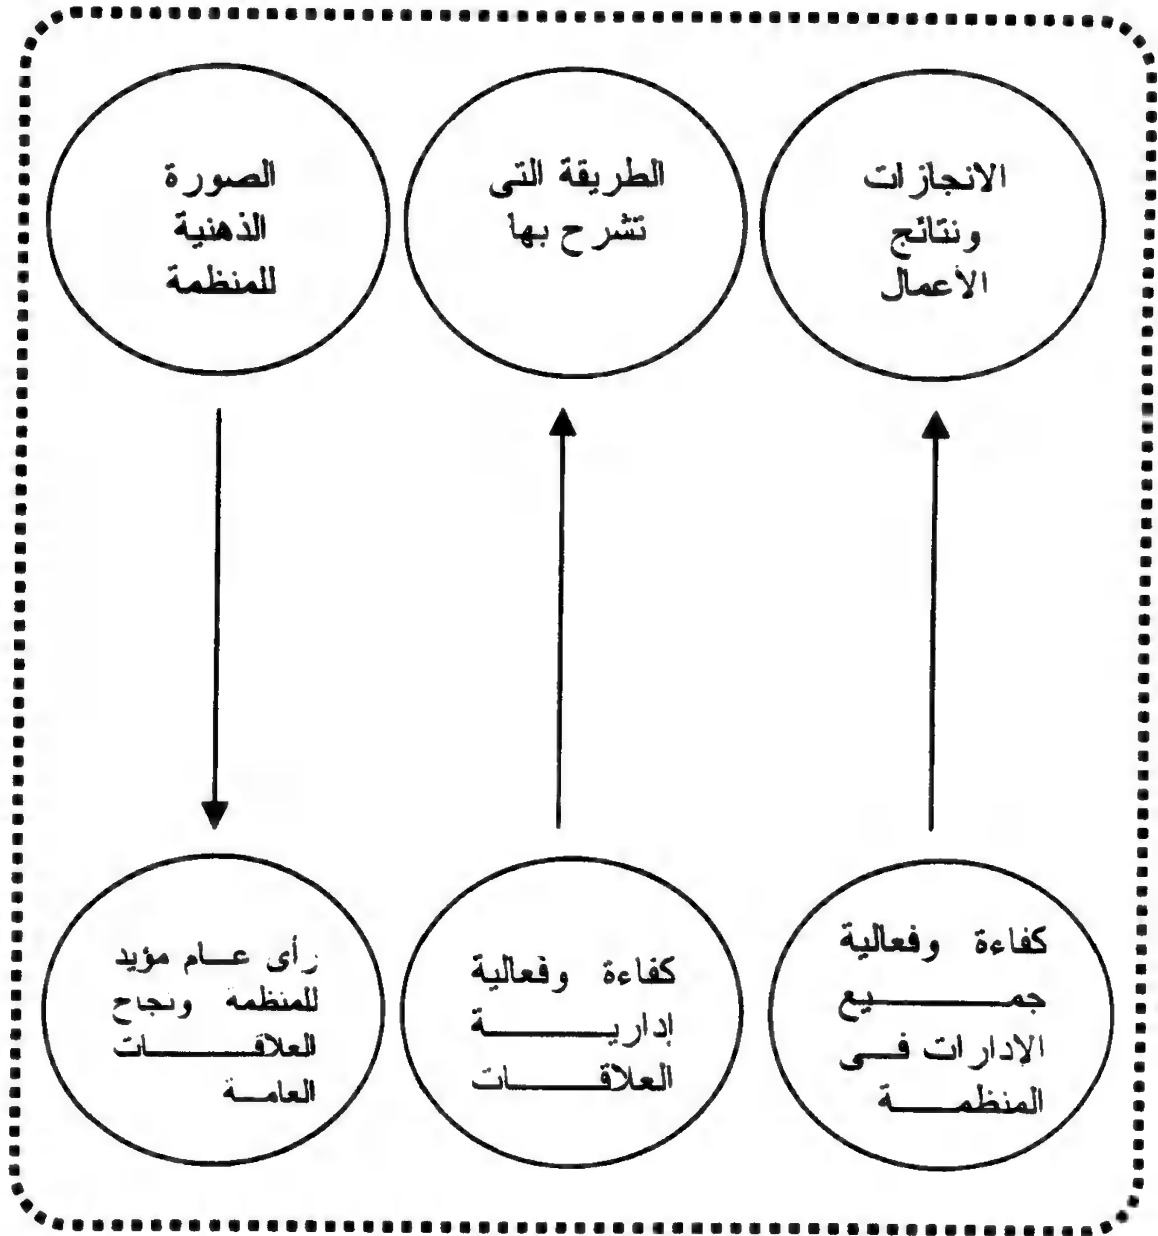 الانجازات
ونتائج
الأعمال
الطريقة التى
تشرح بها
الصورة
الذهنية
للمنظمة
كفاءة وفعالية
جميع
الادارات فى
المنظمة
كفاءة وفعالية
إدارية
العلاقات
رأى عام مؤيد
للمنظمة ونجاح
العلاقات
العامة